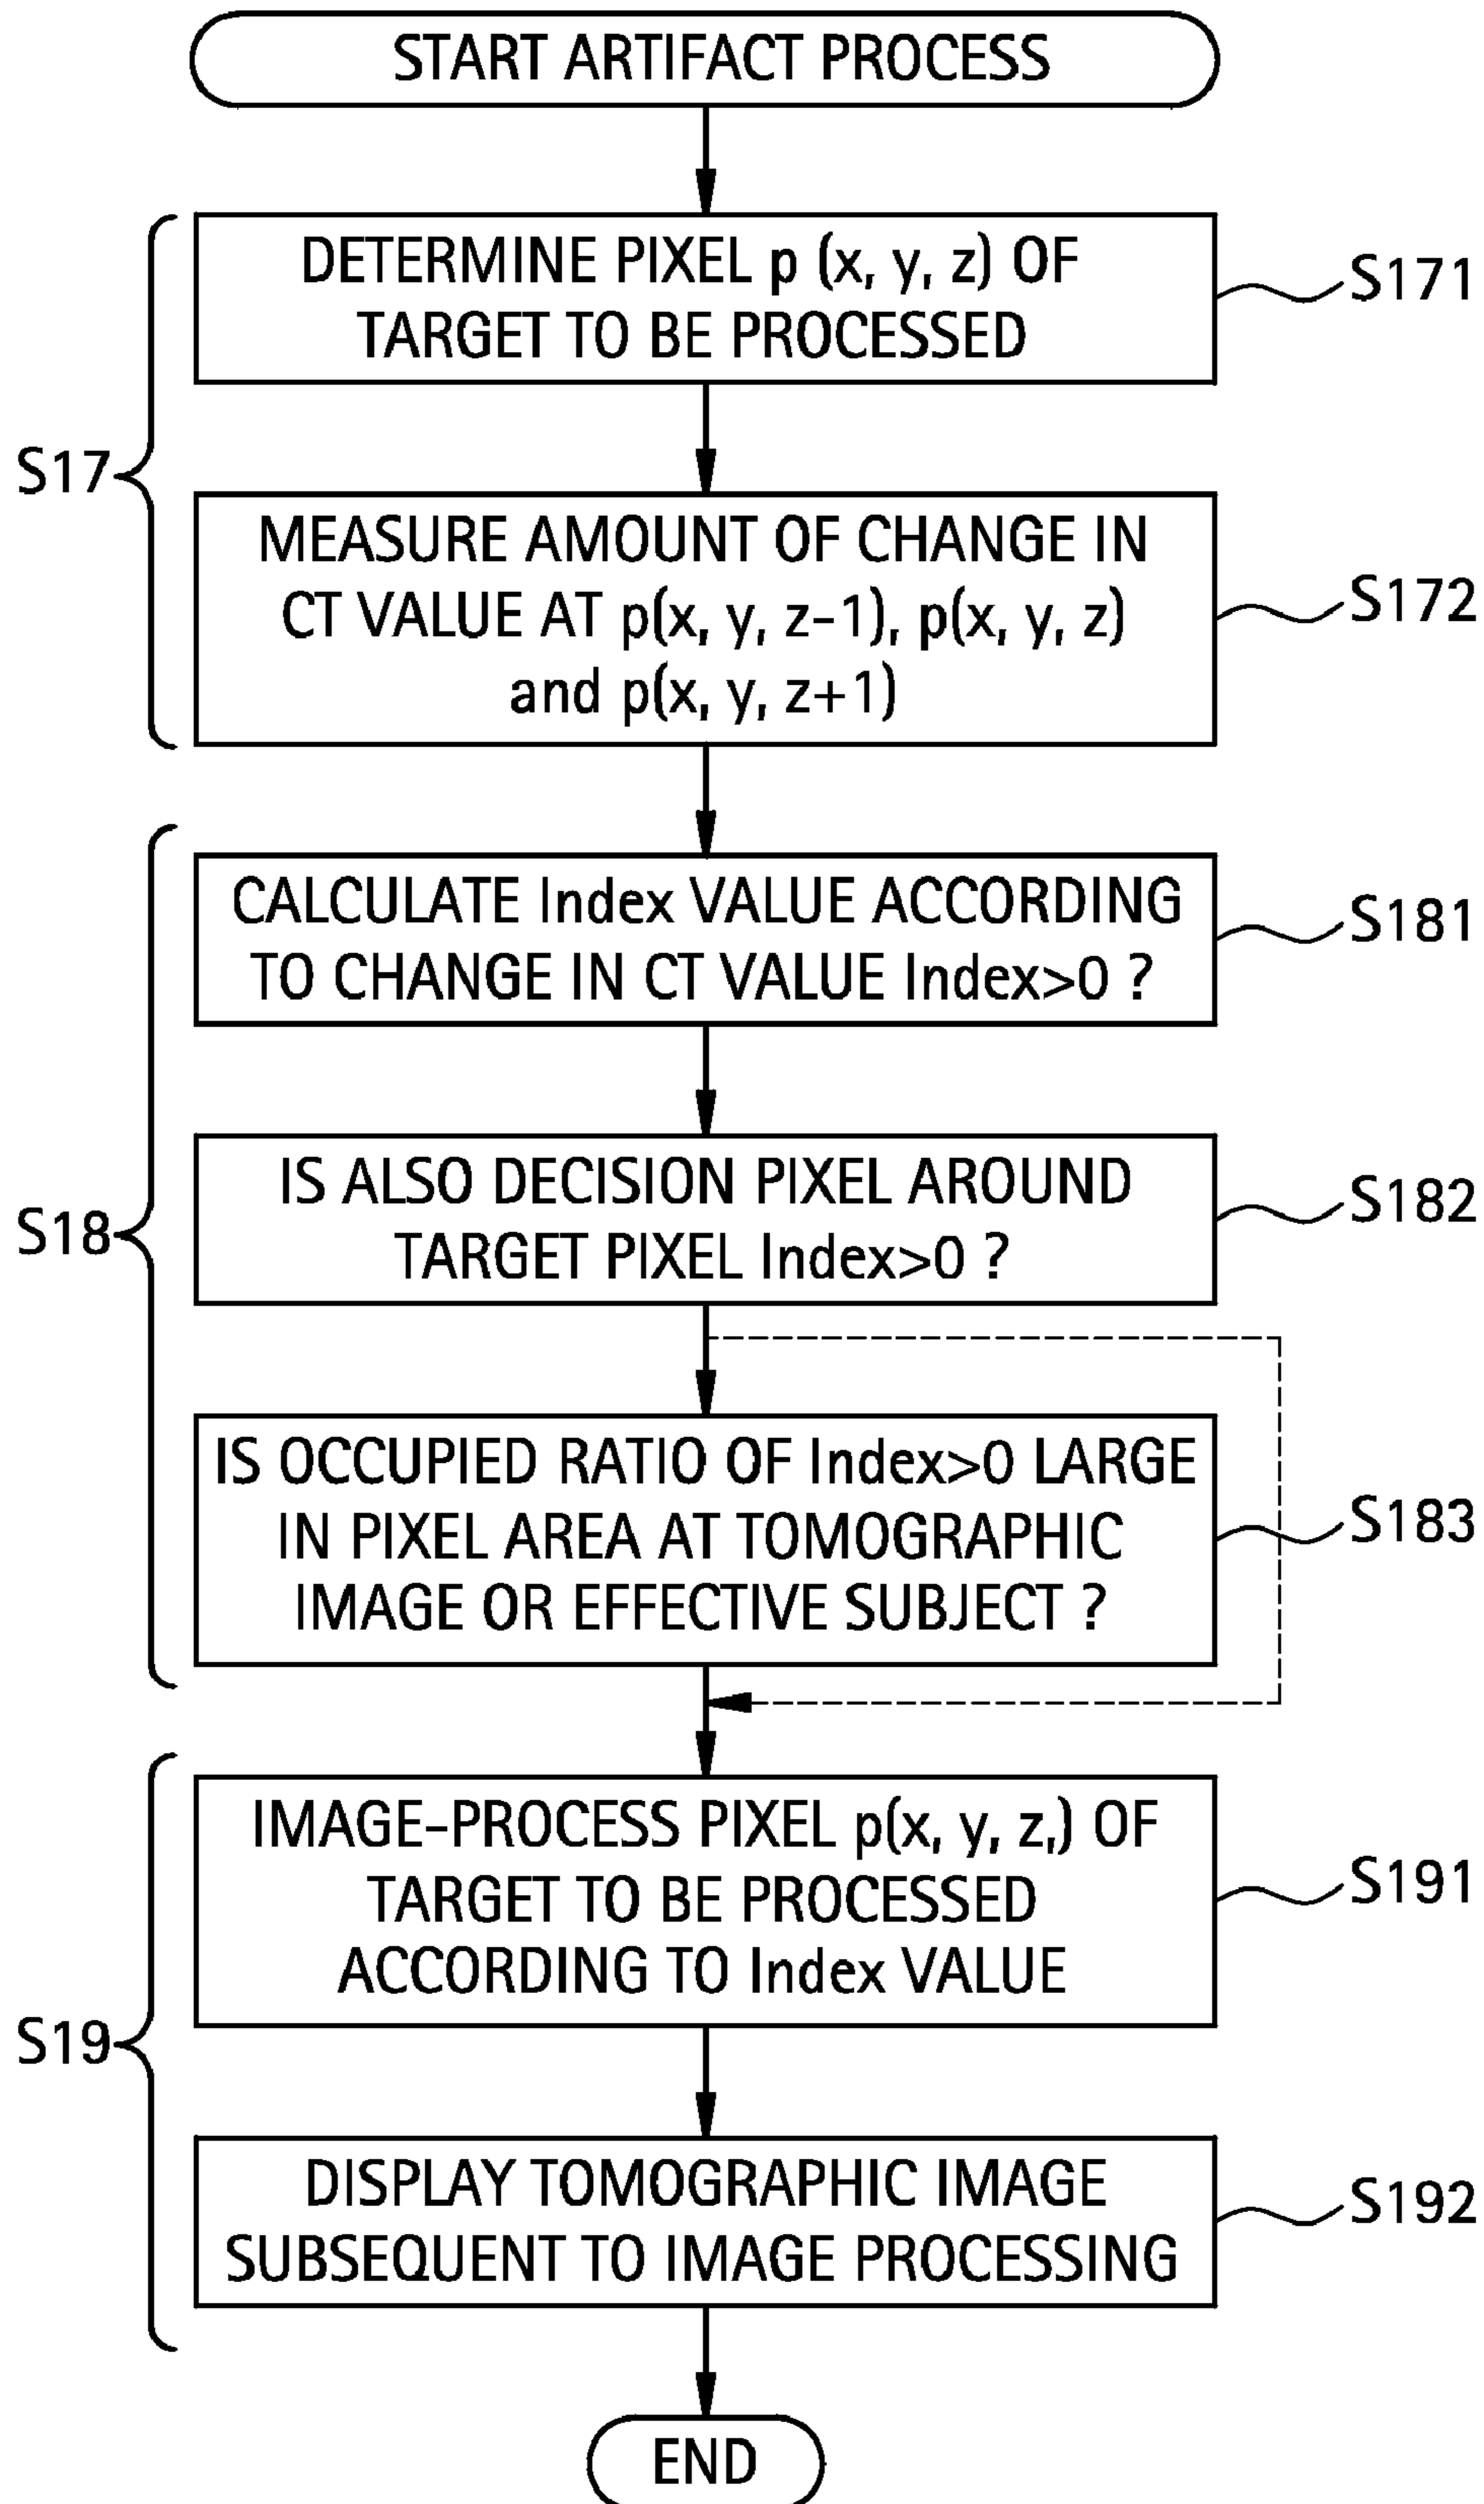 START ARTIFACT PROCESS
DETERMINE PIXEL p (x, y, z) OF
TARGET TO BE PROCESSED
S171
S17
MEASURE AMOUNT OF CHANGE IN
CT VALUE AT p(x, y, z-1), p(x, y, z)
and p(x, y, z+1)
S172
CALCULATE Index VALUE ACCORDING
TO CHANGE IN CT VALUE Index>0 ?
S181
S18
IS ALSO DECISION PIXEL AROUND
TARGET PIXEL Index>0 ?
S182
IS OCCUPIED RATIO OF Index>0 LARGE
IN PIXEL AREA AT TOMOGRAPHIC
IMAGE OR EFFECTIVE SUBJECT ?
S183
IMAGE-PROCESS PIXEL p(x, y, z,) OF
TARGET TO BE PROCESSED
ACCORDING TO Index VALUE
S191
S19
DISPLAY TOMOGRAPHIC IMAGE
SUBSEQUENT TO IMAGE PROCESSING
S192
END